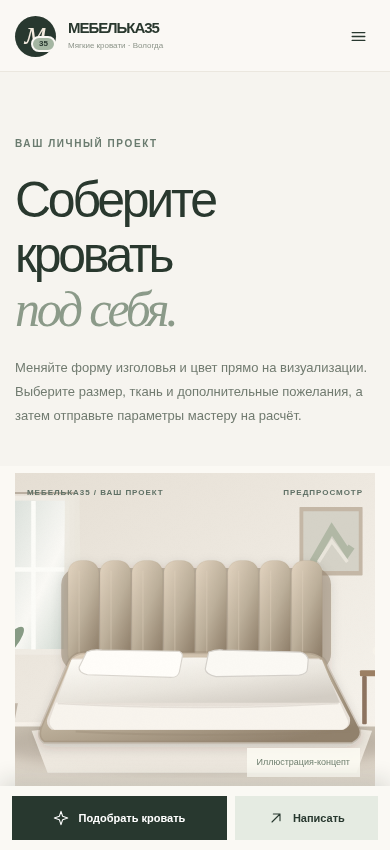 М
35
МЕБЕЛЬКА35
Мягкие кровати · Вологда
ВАШ ЛИЧНЫЙ ПРОЕКТ
Соберите
кровать
под себя.
Меняйте форму изголовья и цвет прямо на визуализации.
Выберите размер, ткань и дополнительные пожелания, а
затем отправьте параметры мастеру на расчёт.
МЕБЕЛЬКА35 / ВАШ ПРОЕКТ
ПРЕДПРОСМОТР
Иллюстрация-концепт
Подобрать кровать
Написать